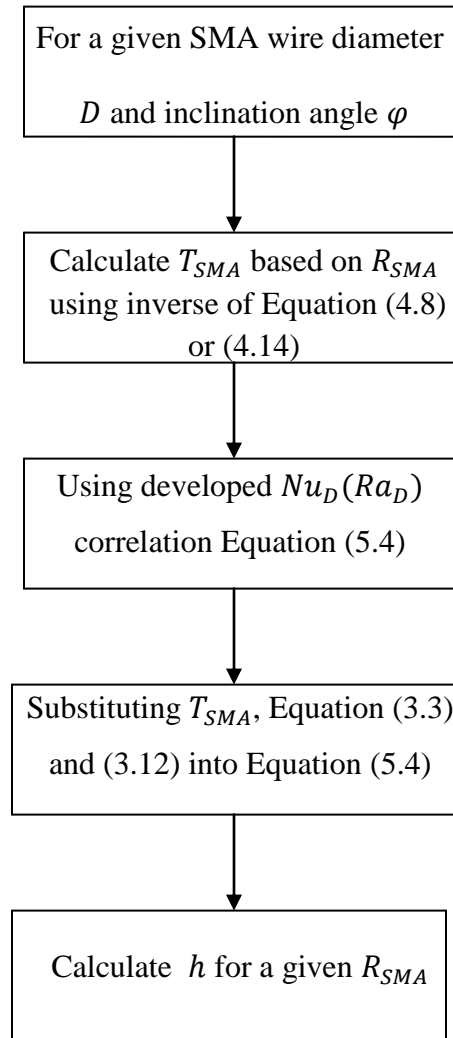 For a given SMA wire diameter
D and inclination angle φ
Calculate T_SMA based on R_SMA
using inverse of Equation (4.8)
or (4.14)
Using developed Nu_D(Ra_D)
correlation Equation (5.4)
Substituting T_SMA, Equation (3.3)
and (3.12) into Equation (5.4)
Calculate h for a given R_SMA